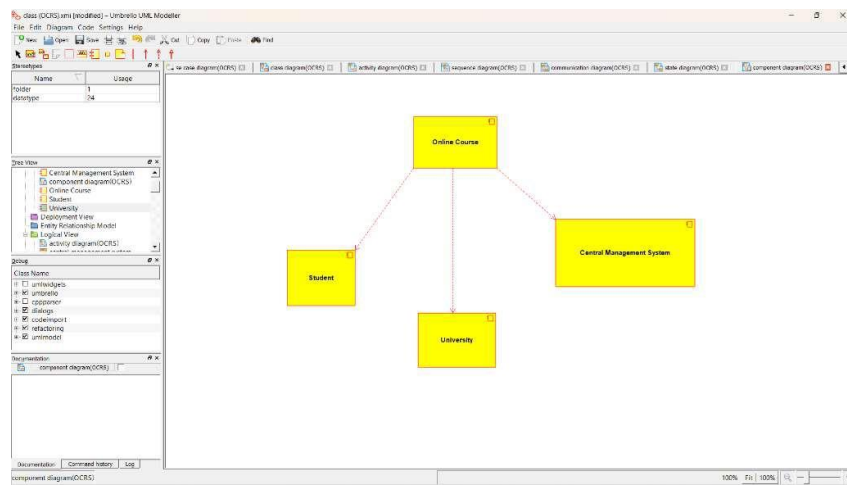 class (OCRS).xmi [modified] - Umbrello UML Modeller
File Edit Diagram Code Settings Help
New Open Save Cut Copy Paste Find
Stereotypes
se case diagram(OCRS) class diagram(OCRS) activity diagram(OCRS) sequence diagram(OCRS) communication diagram(OCRS) state diagram(OCRS) component diagram(OCRS)
Name Usage
folder 1
datatype 24
Tree View
Central Management System
component diagram(OCRS)
Online Course
Student
University
Deployment View
Entity Relationship Model
Logical View
activity diagram(OCRS)
central management system
Debug
Class Name
umlwidgets
umbrello
cppparser
dialogs
codeimport
refactoring
umlmodel
Documentation
component diagram(OCRS)
Online Course
Central Management System
Student
University
Documentation Command history Log
component diagram(OCRS) 100% Fit 100%